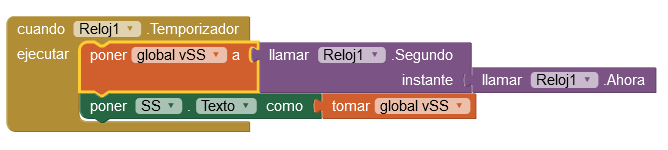 cuando Reloj1 .Temporizador
ejecutar poner global vSS a llamar Reloj1 .Segundo
instante llamar Reloj1 .Ahora
poner SS . Texto como tomar global vSS